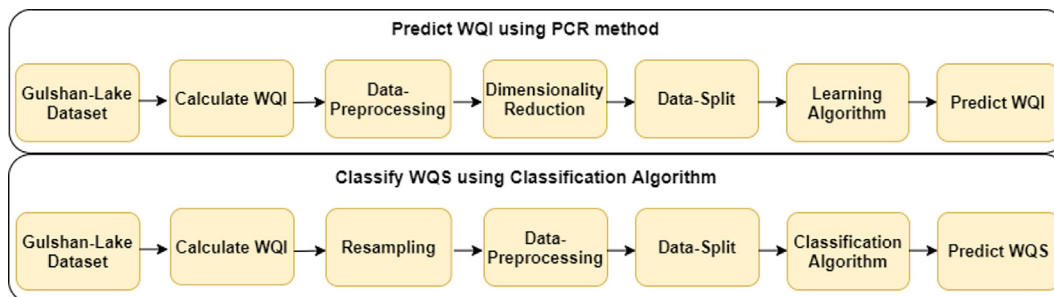 Predict WQI using PCR method
Gulshan-Lake
Dataset
Calculate WQI
Data-
Preprocessing
Dimensionality
Reduction
Data-Split
Learning
Algorithm
Predict WQI
Classify WQS using Classification Algorithm
Gulshan-Lake
Dataset
Calculate WQI
Resampling
Data-
Preprocessing
Data-Split
Classification
Algorithm
Predict WQS